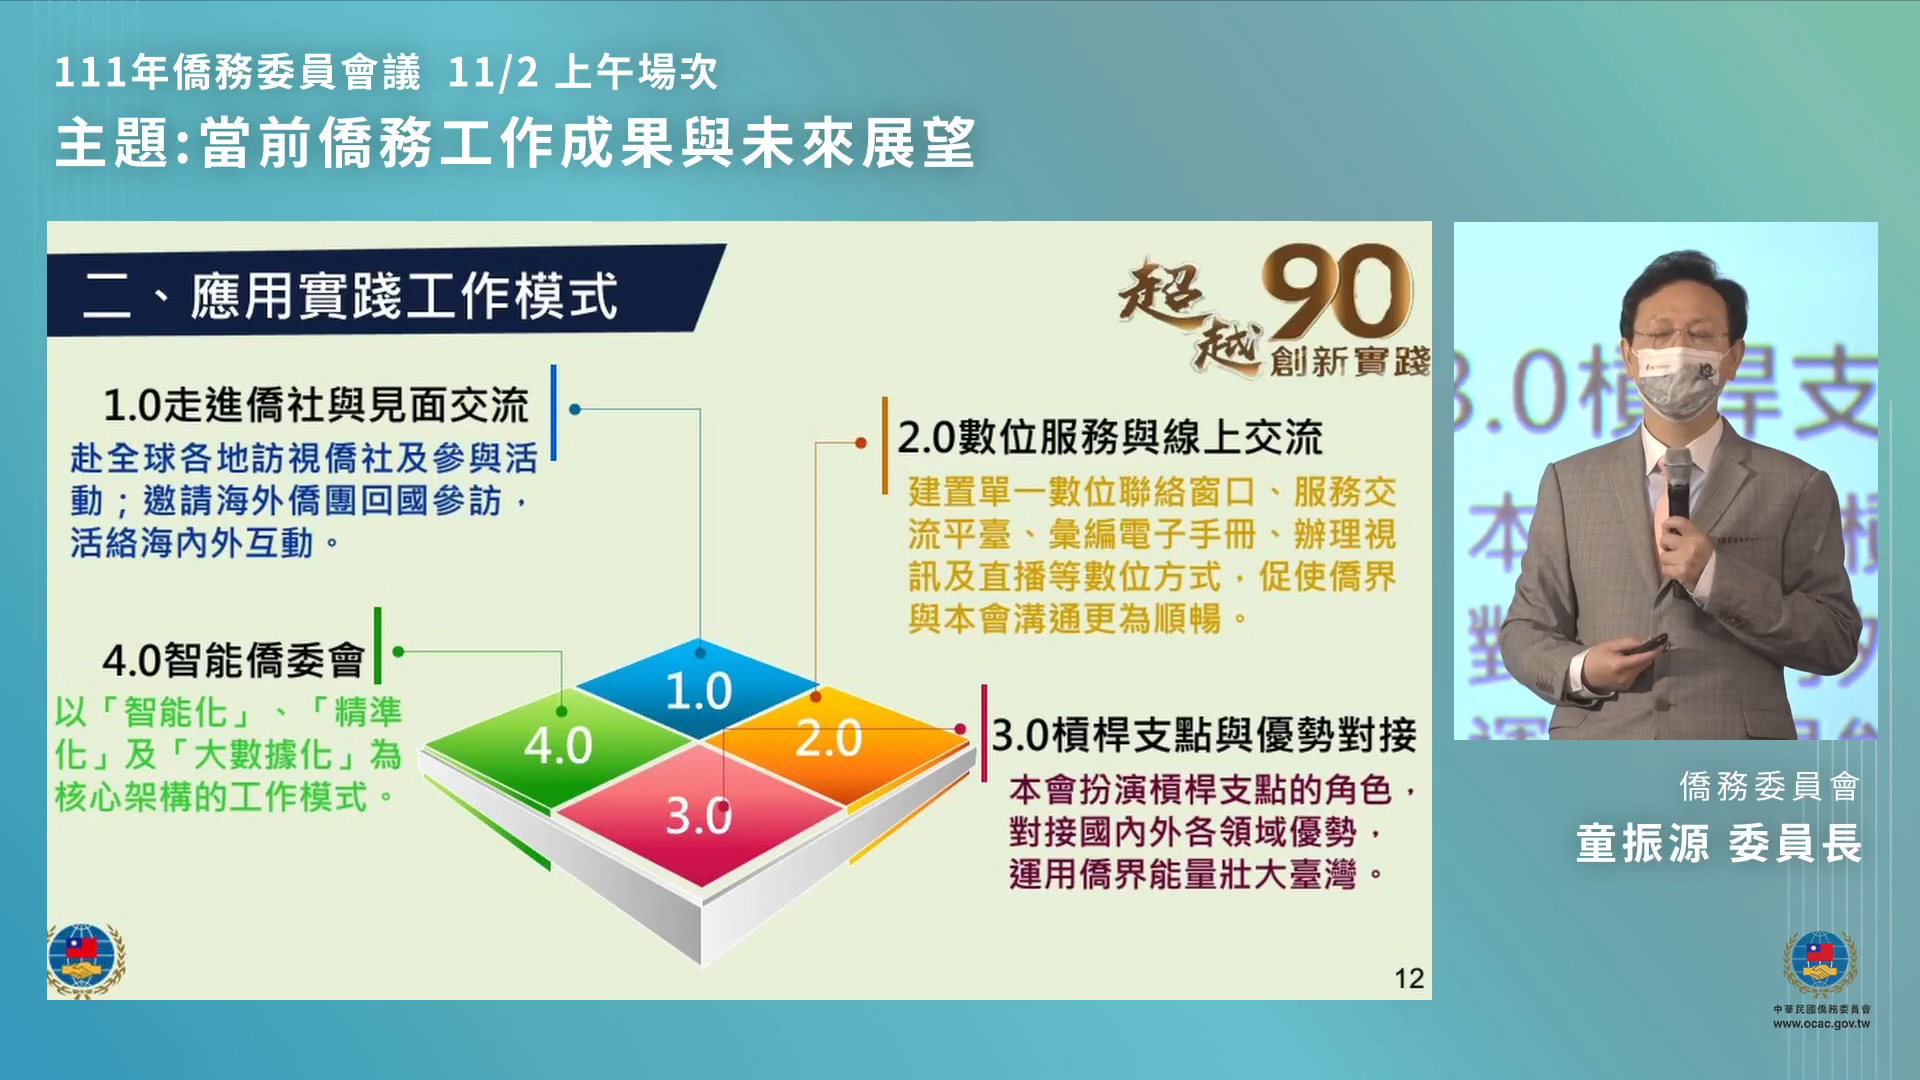 111年僑務委員會議 11/2 上午場次
主題:當前僑務工作成果與未來展望
二、應用實踐工作模式
超越90
創新實踐
1.0走進僑社與見面交流
赴全球各地訪視僑社及參與活
動；邀請海外僑團回國參訪，
活絡海內外互動。
2.0數位服務與線上交流
建置單一數位聯絡窗口、服務交
流平臺、彙編電子手冊、辦理視
訊及直播等數位方式，促使僑界
與本會溝通更為順暢。
4.0智能僑委會
以「智能化」、「精準
化」及「大數據化」為
核心架構的工作模式。
1.0
4.0
2.0
3.0
3.0槓桿支點與優勢對接
本會扮演槓桿支點的角色，
對接國內外各領域優勢，
運用僑界能量壯大臺灣。
12
3.0槓桿支
本
對
運
僑務委員會
童振源 委員長
中華民國僑務委員會
www.ocac.gov.tw